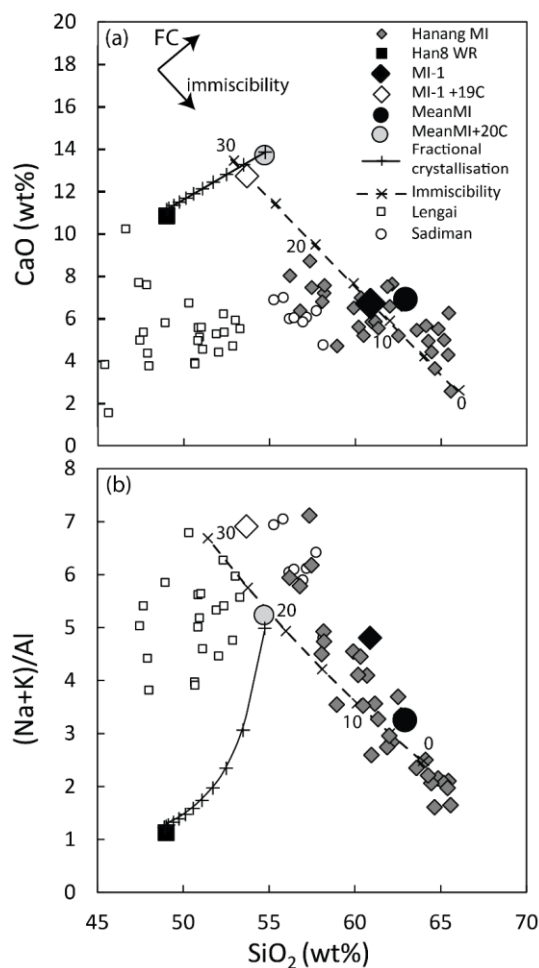 (a)
FC
immiscibility
Hanang MI
Han8 WR
MI-1
MI-1 +19C
MeanMI
MeanMI+20C
Fractional
crystallisation
Immiscibility
Lengai
Sadiman
30
20
10
0
20
18
16
14
12
10
8
6
4
2
0
CaO (wt%)
(b)
30
20
10
0
8
7
6
5
4
3
2
1
0
(Na+K)/Al
45 50 55 60 65 70
SiO2 (wt%)